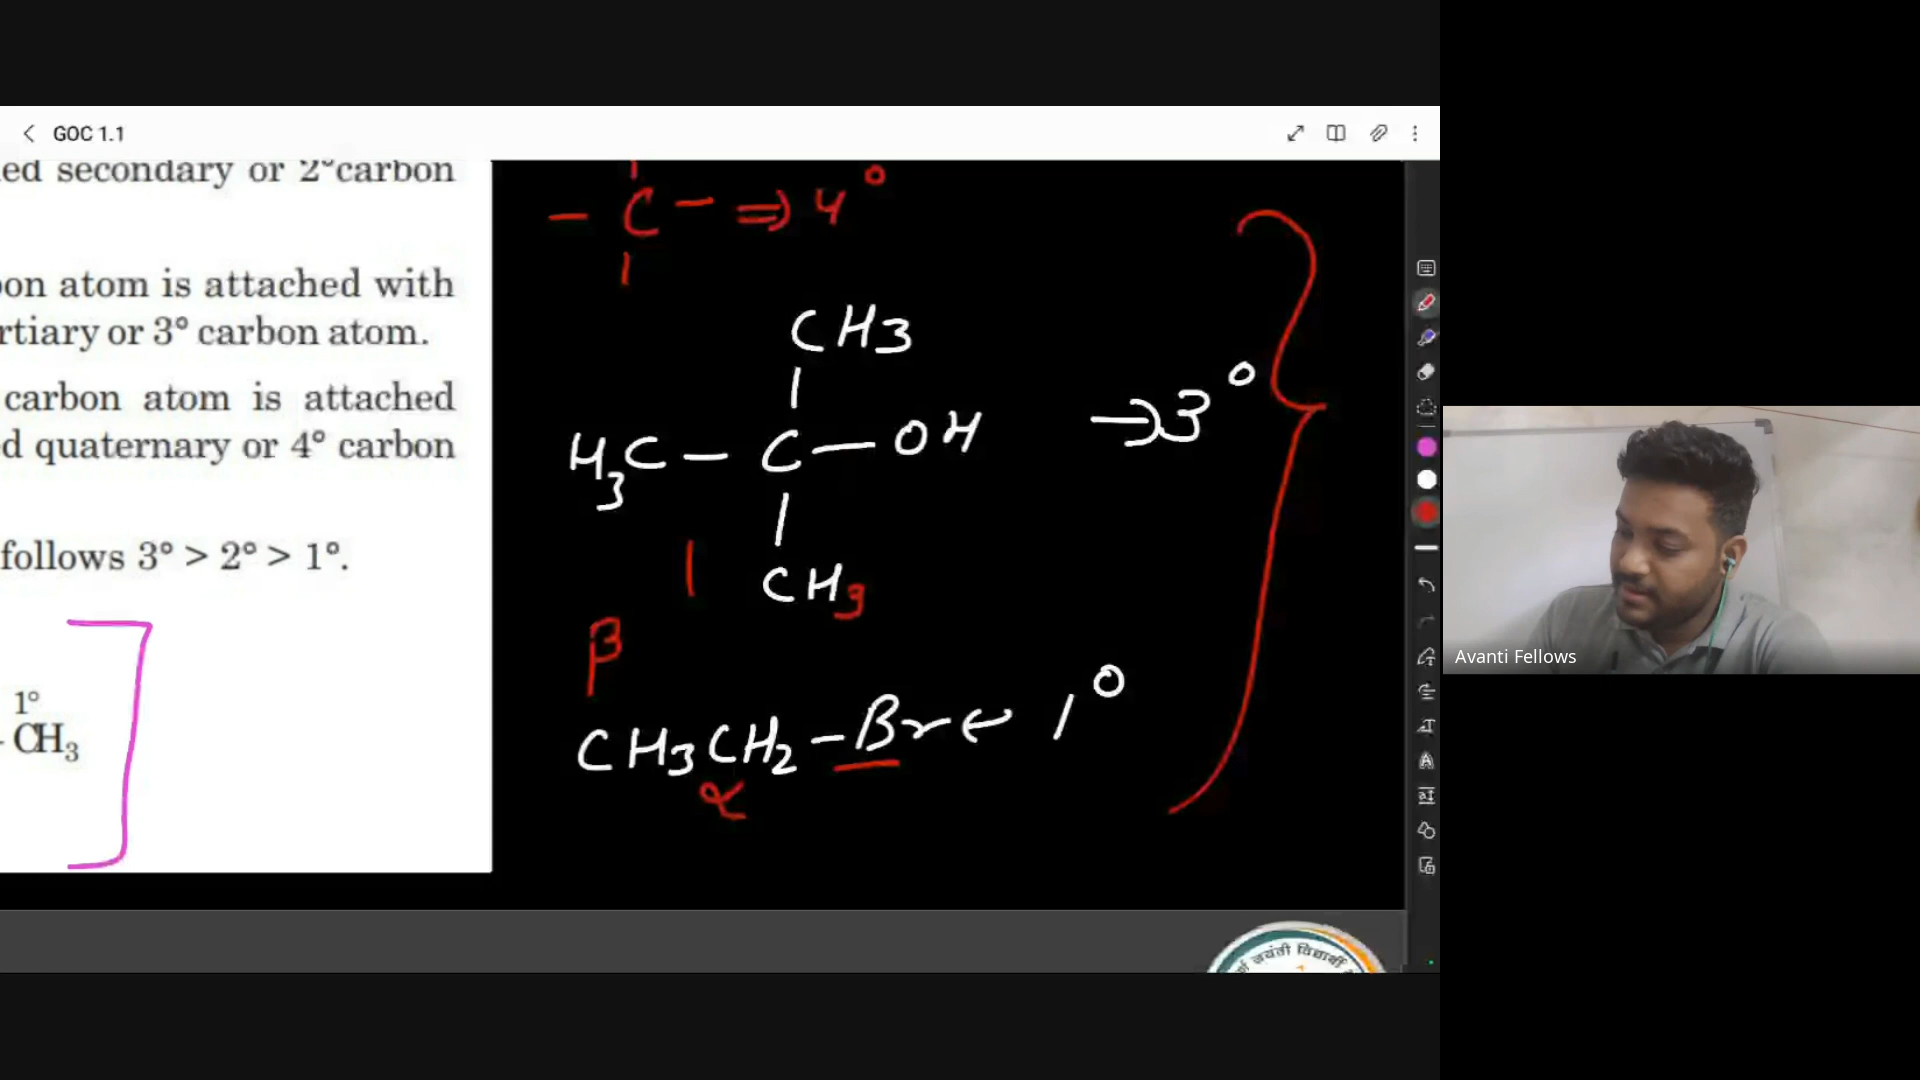 GOC 1.1
ed secondary or 2°carbon
on atom is attached with
rtiary or 3° carbon atom.
carbon atom is attached
d quaternary or 4° carbon
follows 3° > 2° > 1°.
1°
- CH3
- C - ⇒ 4°
CH3
H3C - C - OH → 3°
CH3
β
CH3CH2 - Br ← 1°
α
Avanti Fellows
जयंती विद्यार्थी